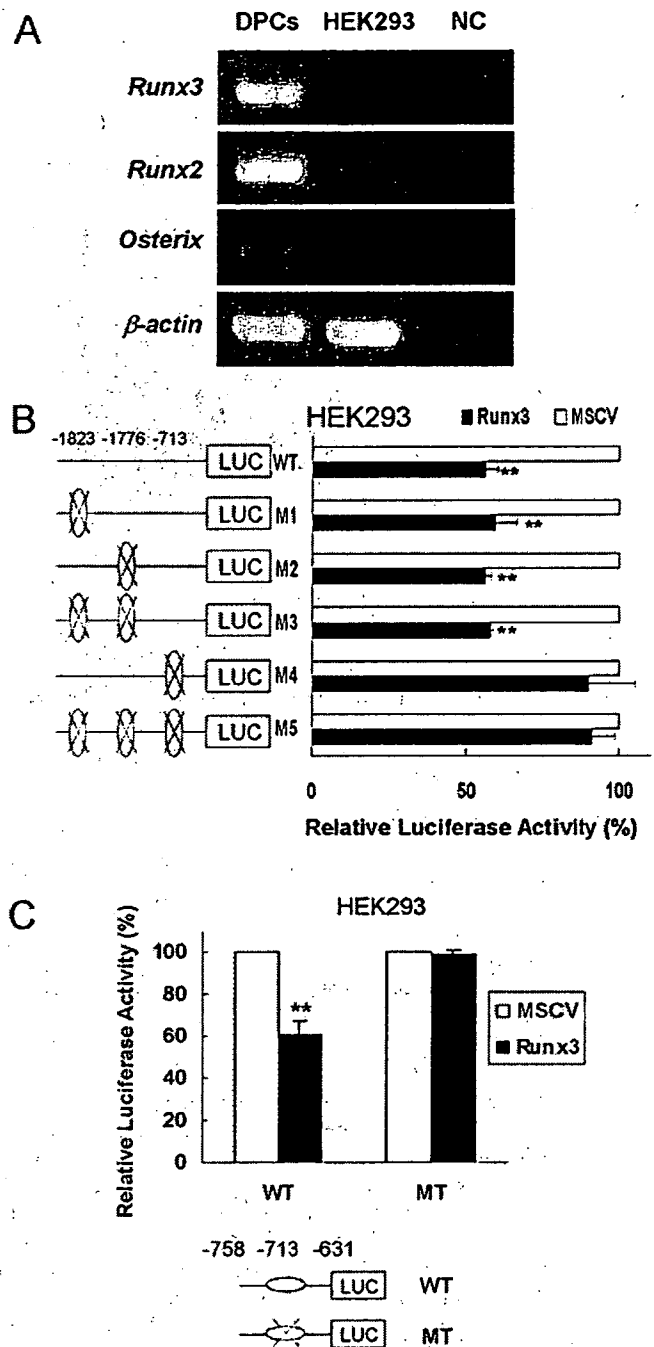 A
DPCs HEK293 NC
Runx3
Runx2
Osterix
β-actin
B
-1823 -1776 -713
HEK293
Runx3 MSCV
LUC WT
**
LUC M1
**
LUC M2
**
LUC M3
**
LUC M4
LUC M5
0 50 100
Relative Luciferase Activity (%)
C
HEK293
Relative Luciferase Activity (%)
100
80
60
40
20
0
**
MSCV
Runx3
WT MT
-758 -713 -631
LUC WT
LUC MT